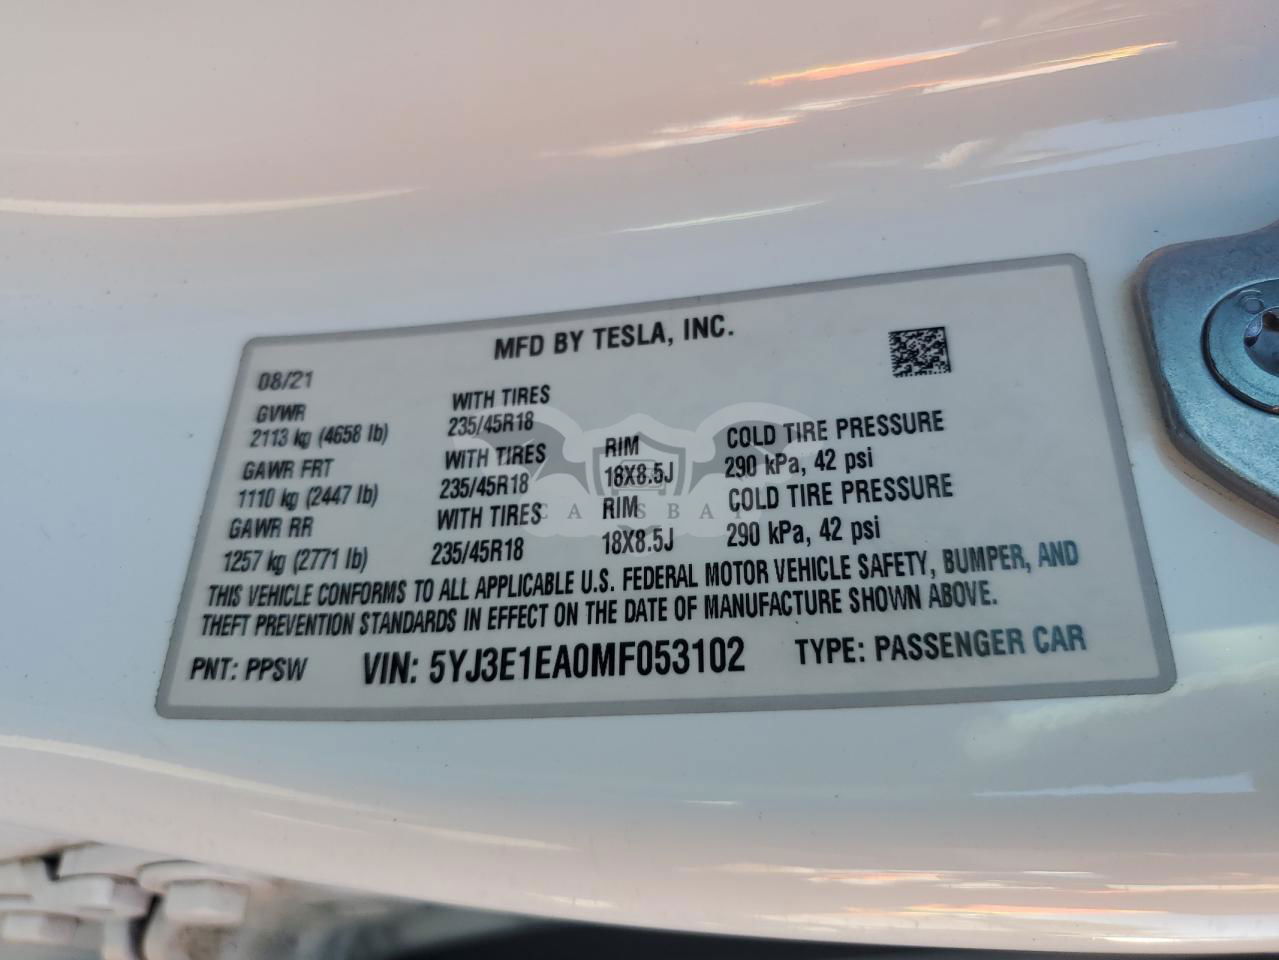 MFD BY TESLA, INC.
08/21
GVWR WITH TIRES
2113 kg (4658 lb) 235/45R18
GAWR FRT WITH TIRES RIM COLD TIRE PRESSURE
1110 kg (2447 lb) 235/45R18 18X8.5J 290 kPa, 42 psi
GAWR RR WITH TIRES RIM COLD TIRE PRESSURE
1257 kg (2771 lb) 235/45R18 18X8.5J 290 kPa, 42 psi
THIS VEHICLE CONFORMS TO ALL APPLICABLE U.S. FEDERAL MOTOR VEHICLE SAFETY, BUMPER, AND
THEFT PREVENTION STANDARDS IN EFFECT ON THE DATE OF MANUFACTURE SHOWN ABOVE.
PNT: PPSW VIN: 5YJ3E1EA0MF053102 TYPE: PASSENGER CAR